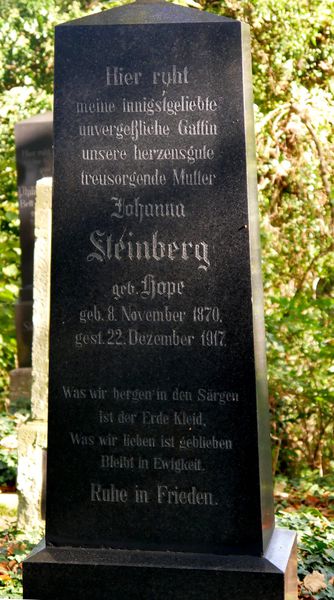 Hier ruht
meine innigstgeliebte
unvergeßliche Gattin
unsere herzensgute
treusorgende Mutter
Johanna
Steinberg
geb. Hope
geb. 8. November 1870,
gest. 22. Dezember 1917.
Was wir bergen in den Särgen
ist der Erde Kleid,
Was wir lieben ist geblieben
Bleibt in Ewigkeit.
Ruhe in Frieden.